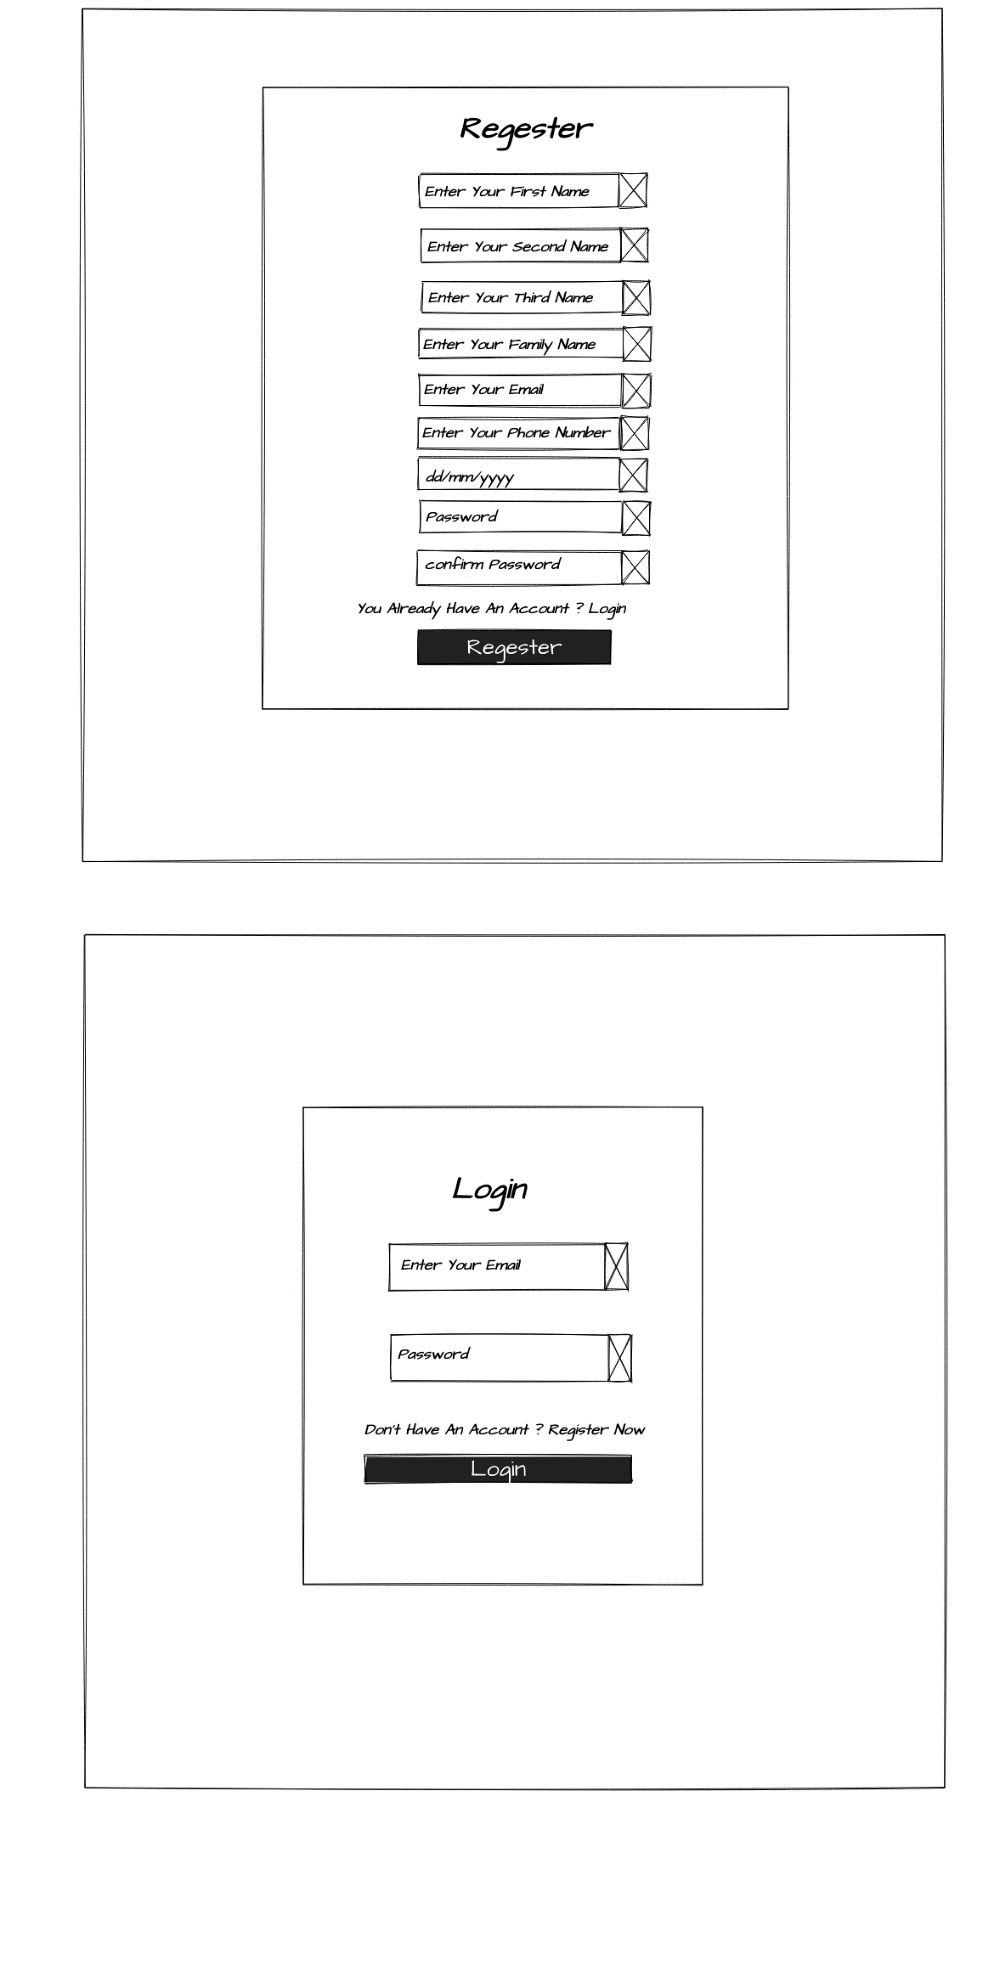 Regester
Enter Your First Name
Enter Your Second Name
Enter Your Third Name
Enter Your Family Name
Enter Your Email
Enter Your Phone Number
dd/mm/yyyy
Password
confirm Password
You Already Have An Account ? Login
Regester
Login
Enter Your Email
Password
Don't Have An Account ? Register Now
Login